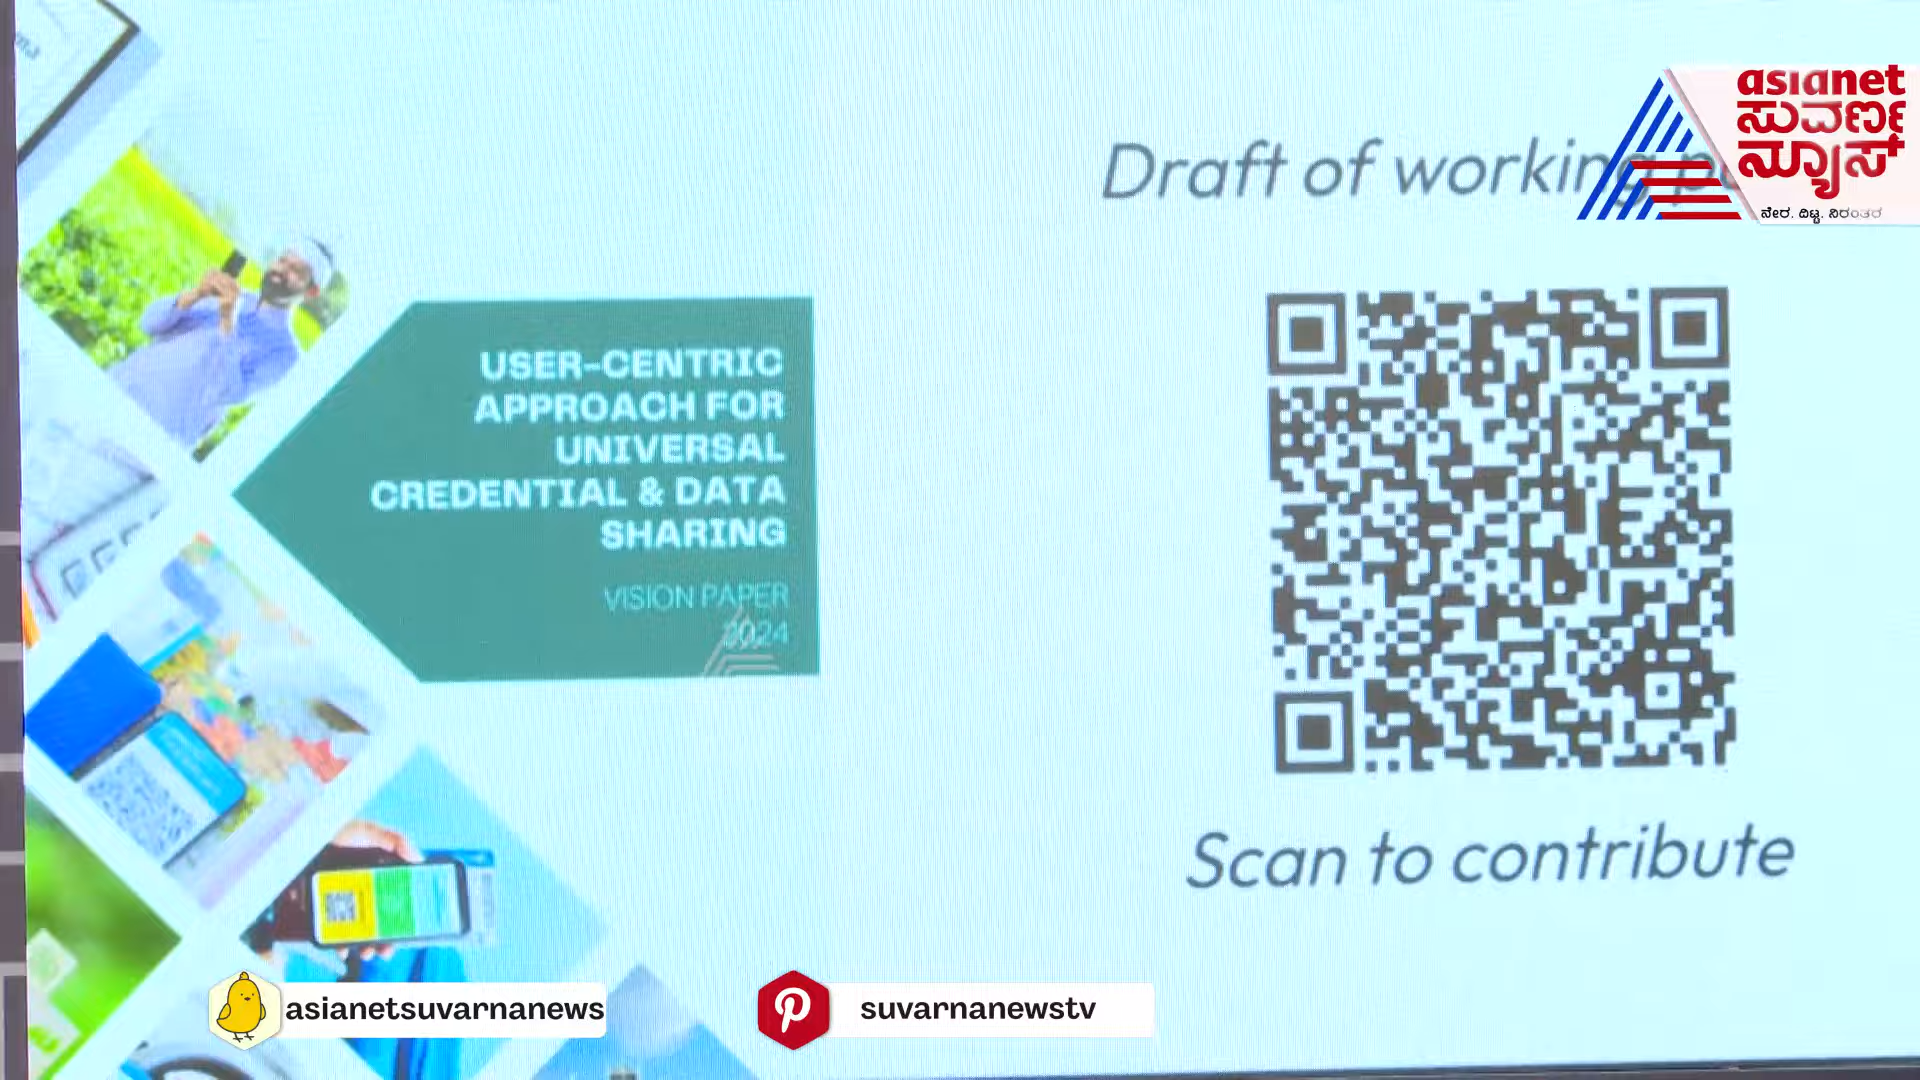 Draft of working
asianet
ಸುವರ್ಣ
ನ್ಯೂಸ್
ನೇರ. ದಿಟ್ಟ. ನಿರಂತರ
USER-CENTRIC
APPROACH FOR
UNIVERSAL
CREDENTIAL & DATA
SHARING
VISION PAPER
2024
Scan to contribute
asianetsuvarnanews
suvarnanewstv